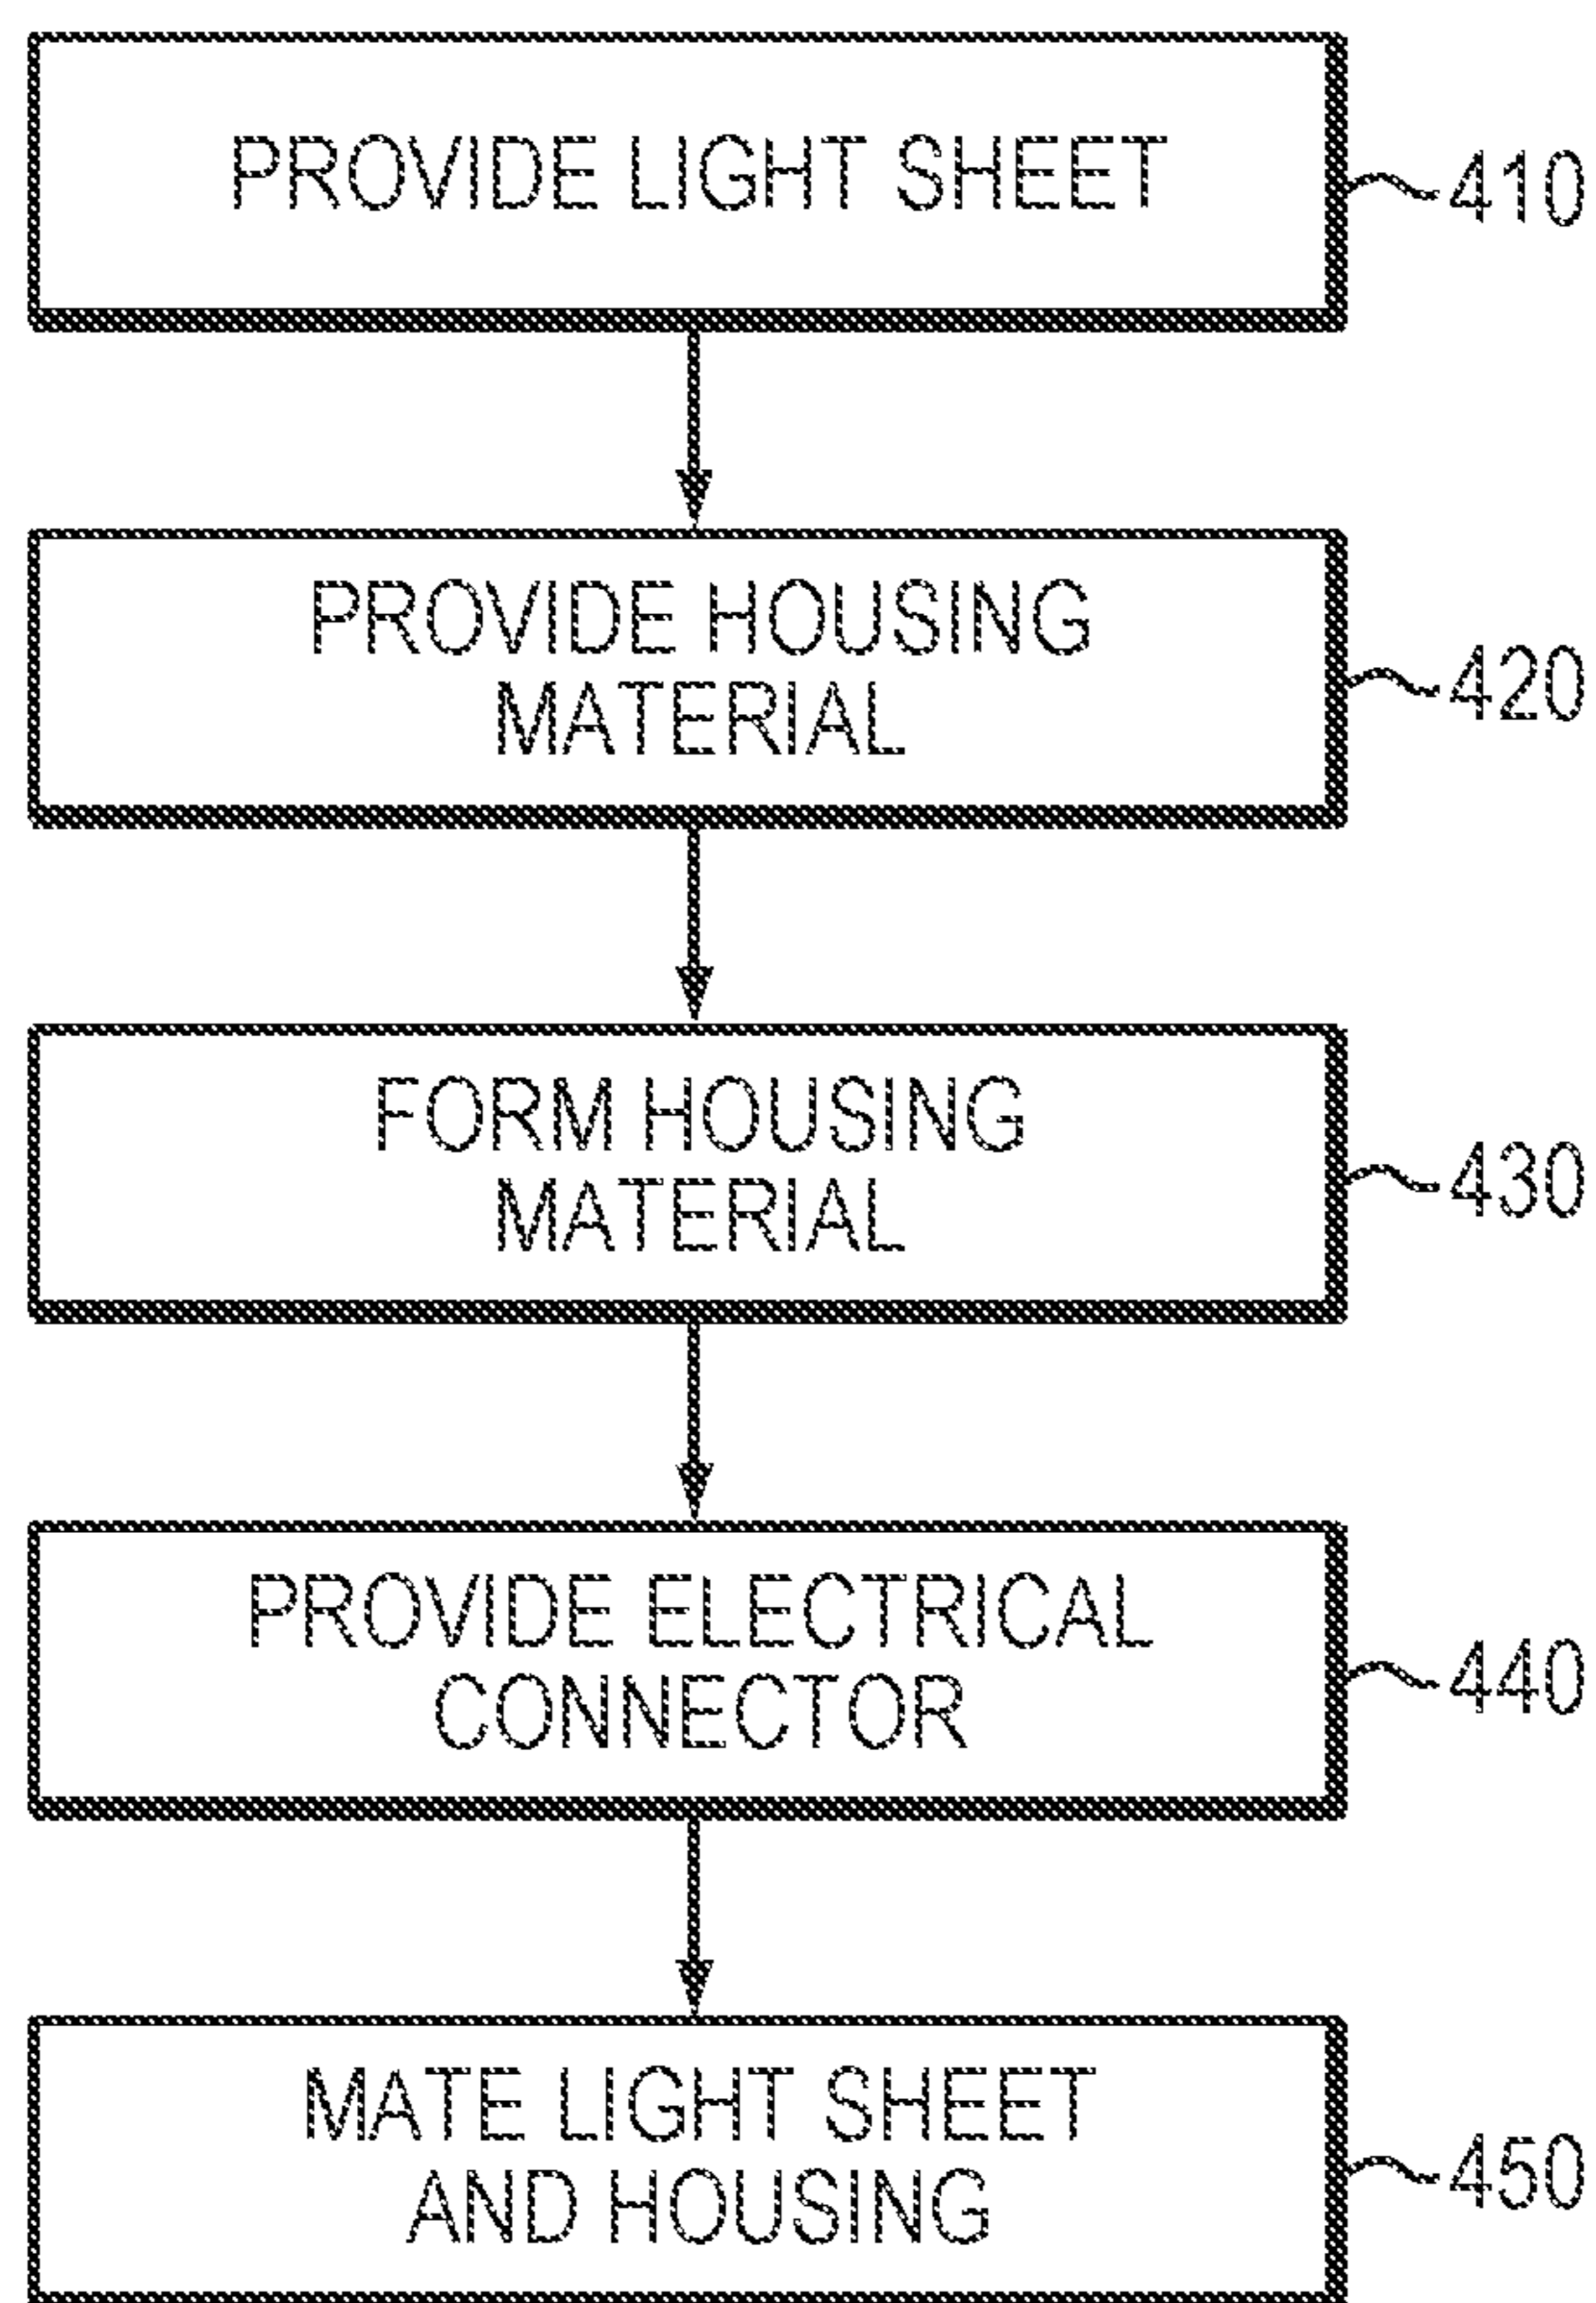 PROVIDE LIGHT SHEET
410
PROVIDE HOUSING
MATERIAL
420
FORM HOUSING
MATERIAL
430
PROVIDE ELECTRICAL
CONNECTOR
440
MATE LIGHT SHEET
AND HOUSING
450